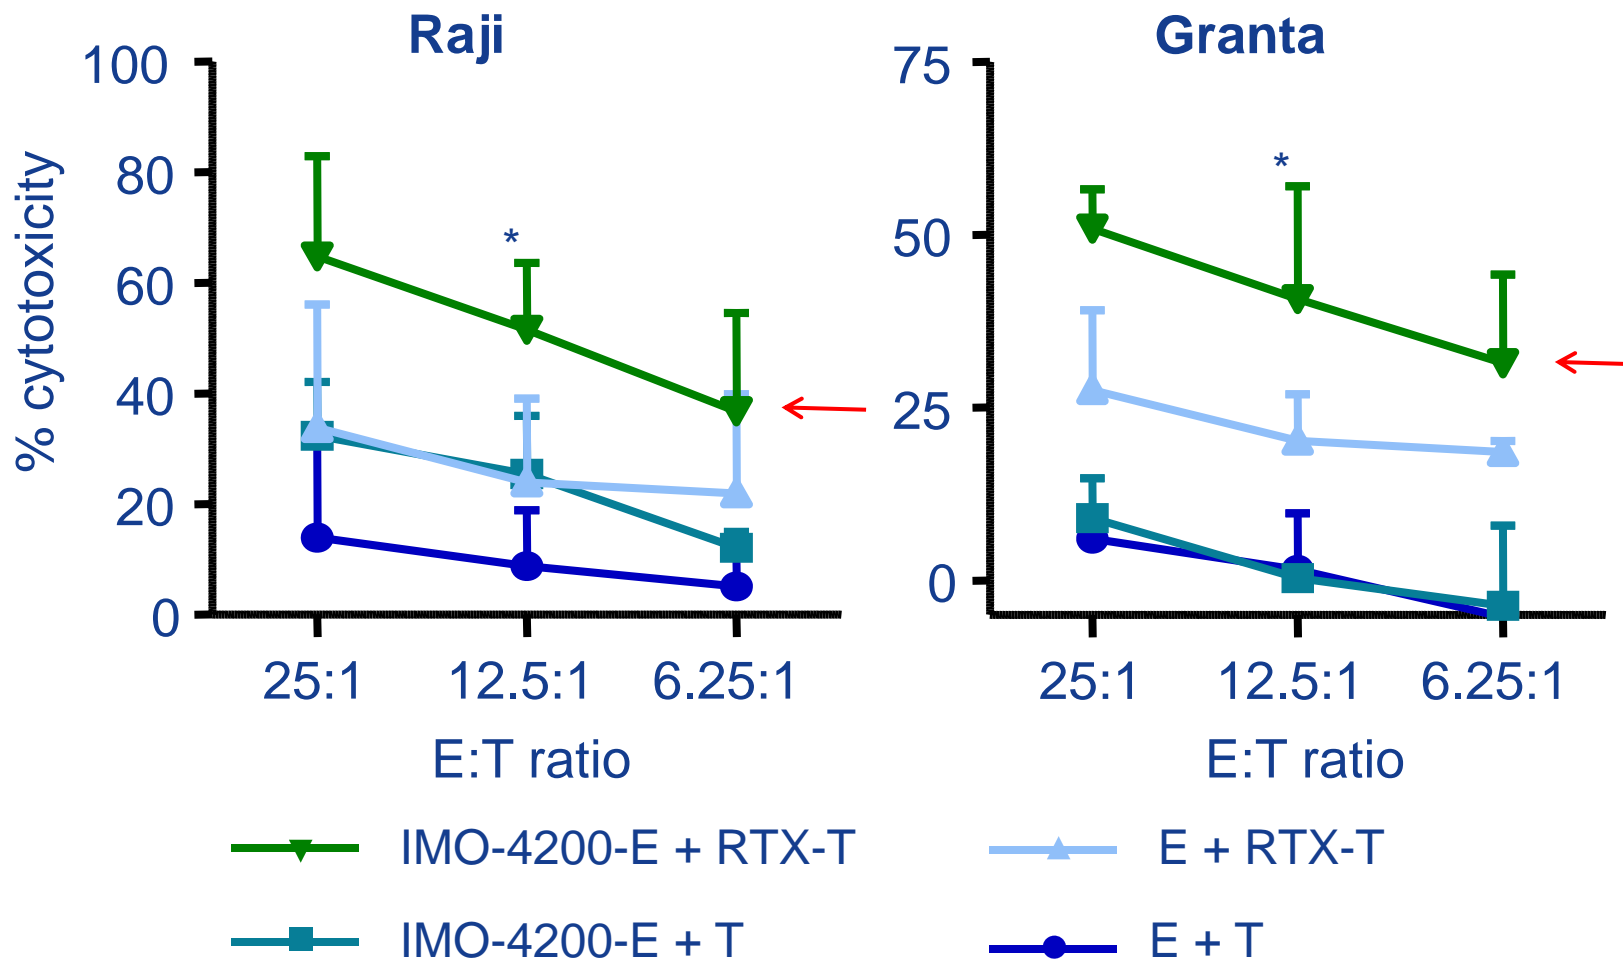 Raji
Granta
% cytotoxicity
100
80
60
40
20
0
*
25:1 12.5:1 6.25:1
E:T ratio
75
50
25
0
*
25:1 12.5:1 6.25:1
E:T ratio
IMO-4200-E + RTX-T
E + RTX-T
IMO-4200-E + T
E + T